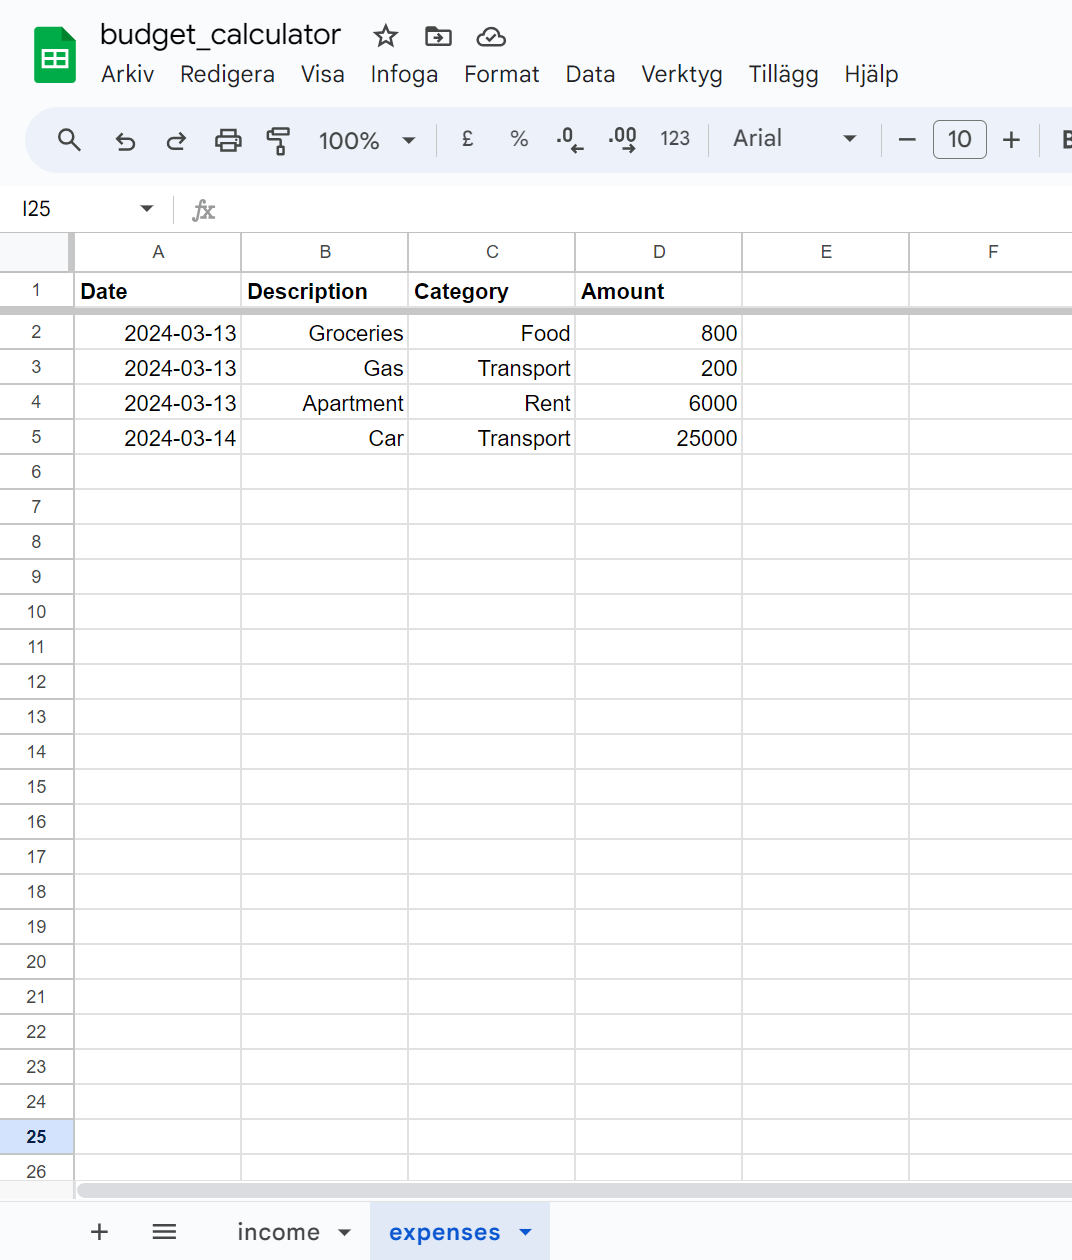 budget_calculator
Arkiv Redigera Visa Infoga Format Data Verktyg Tillägg Hjälp
100% £ % .0 .00 123 Arial 10 B
I25 fx
A B C D E F
1 Date Description Category Amount
2 2024-03-13 Groceries Food 800
3 2024-03-13 Gas Transport 200
4 2024-03-13 Apartment Rent 6000
5 2024-03-14 Car Transport 25000
6
7
8
9
10
11
12
13
14
15
16
17
18
19
20
21
22
23
24
25
26
income expenses